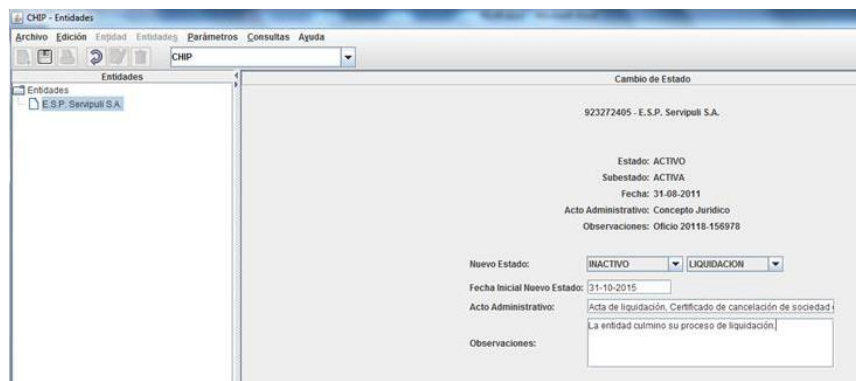 CHIP - Entidades
Archivo Edición Entidad Entidades Parámetros Consultas Ayuda
CHIP
Entidades
Entidades
E.S.P. Servipuli S.A.
Cambio de Estado
923272405 - E.S.P. Servipuli S.A.
Estado: ACTIVO
Subestado: ACTIVA
Fecha: 31-08-2011
Acto Administrativo: Concepto Jurídico
Observaciones: Oficio 20118-156978
Nuevo Estado: INACTIVO LIQUIDACION
Fecha Inicial Nuevo Estado: 31-10-2015
Acto Administrativo: Acta de liquidación, Certificado de cancelación de sociedad
Observaciones: La entidad culmino su proceso de liquidación.